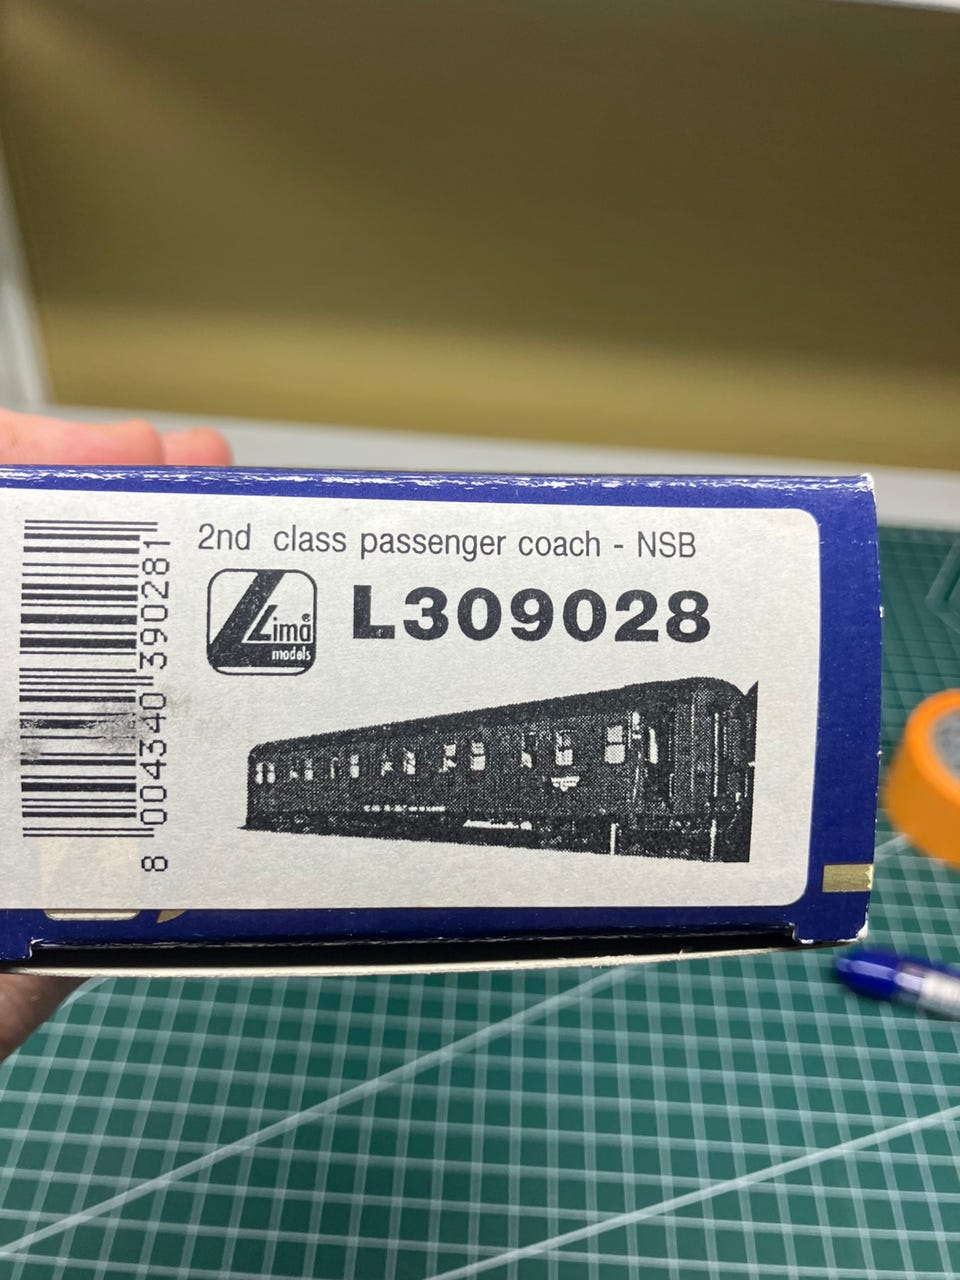 2nd class passenger coach - NSB
Lima®
models
L309028
8 004340 390281